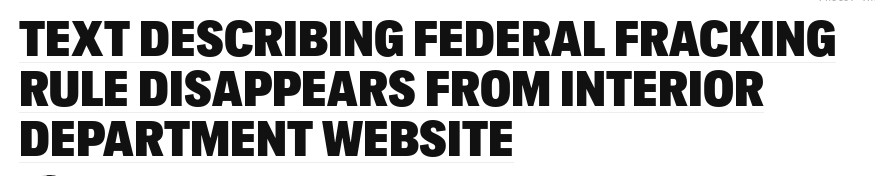 TEXT DESCRIBING FEDERAL FRACKING
RULE DISAPPEARS FROM INTERIOR
DEPARTMENT WEBSITE